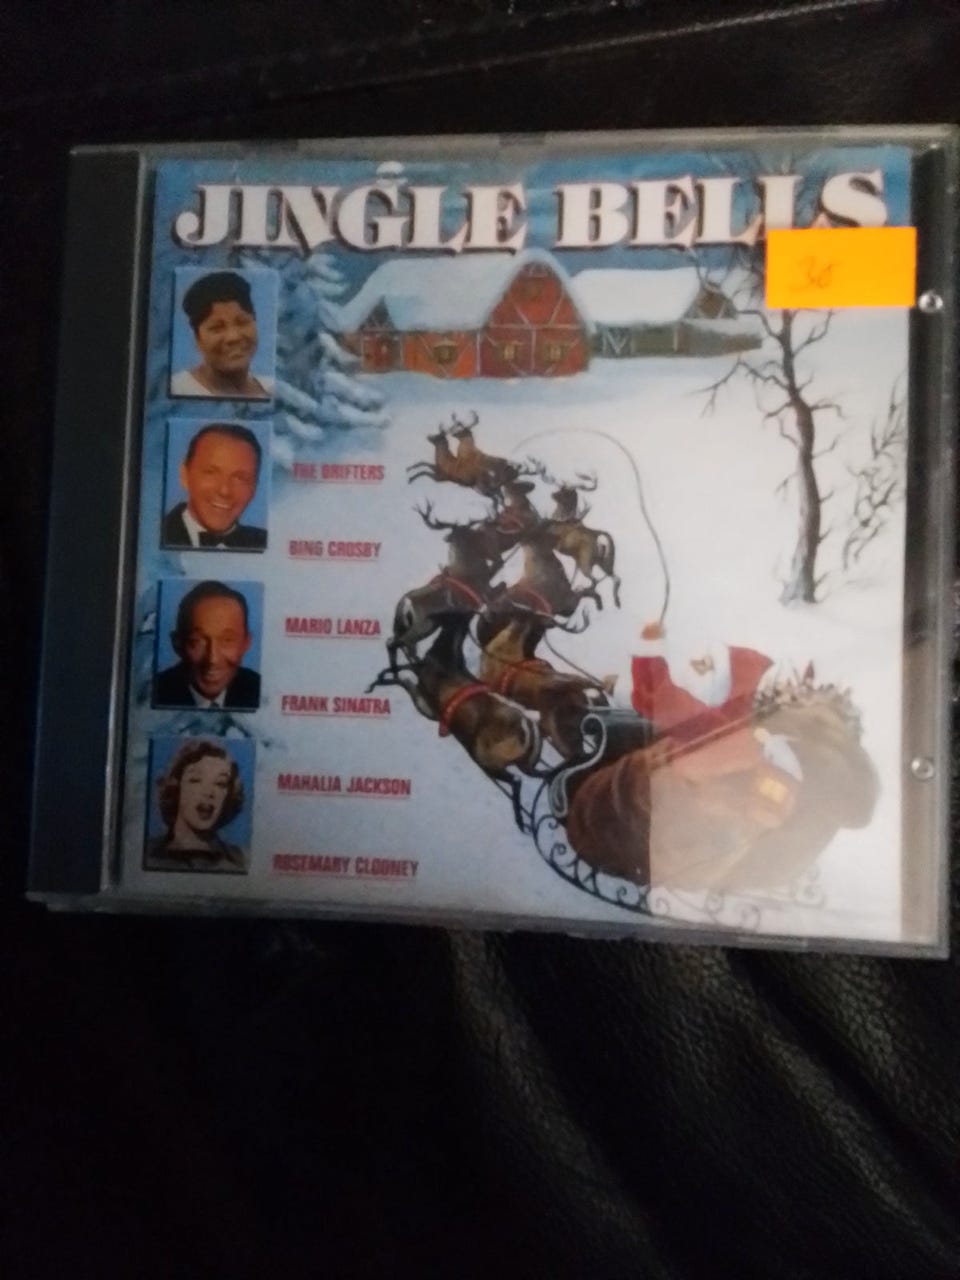 JINGLE BELLS
30
THE DRIFTERS
BING CROSBY
MARIO LANZA
FRANK SINATRA
MAHALIA JACKSON
ROSEMARY CLOONEY